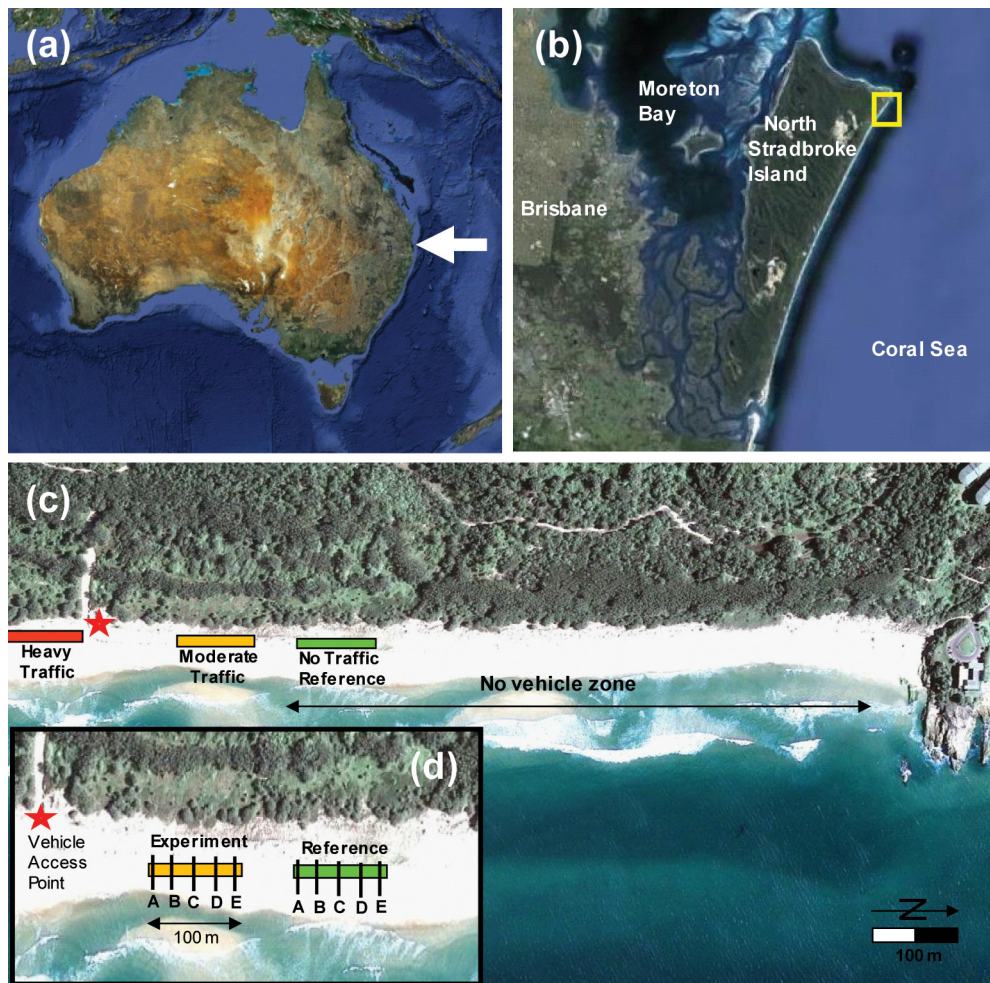 (a)
(b)
Moreton
Bay
North
Stradbroke
Island
Brisbane
Coral Sea
(c)
Heavy
Traffic
Moderate
Traffic
No Traffic
Reference
No vehicle zone
(d)
Vehicle
Access
Point
Experiment
A B C D E
100 m
Reference
A B C D E
N
100 m